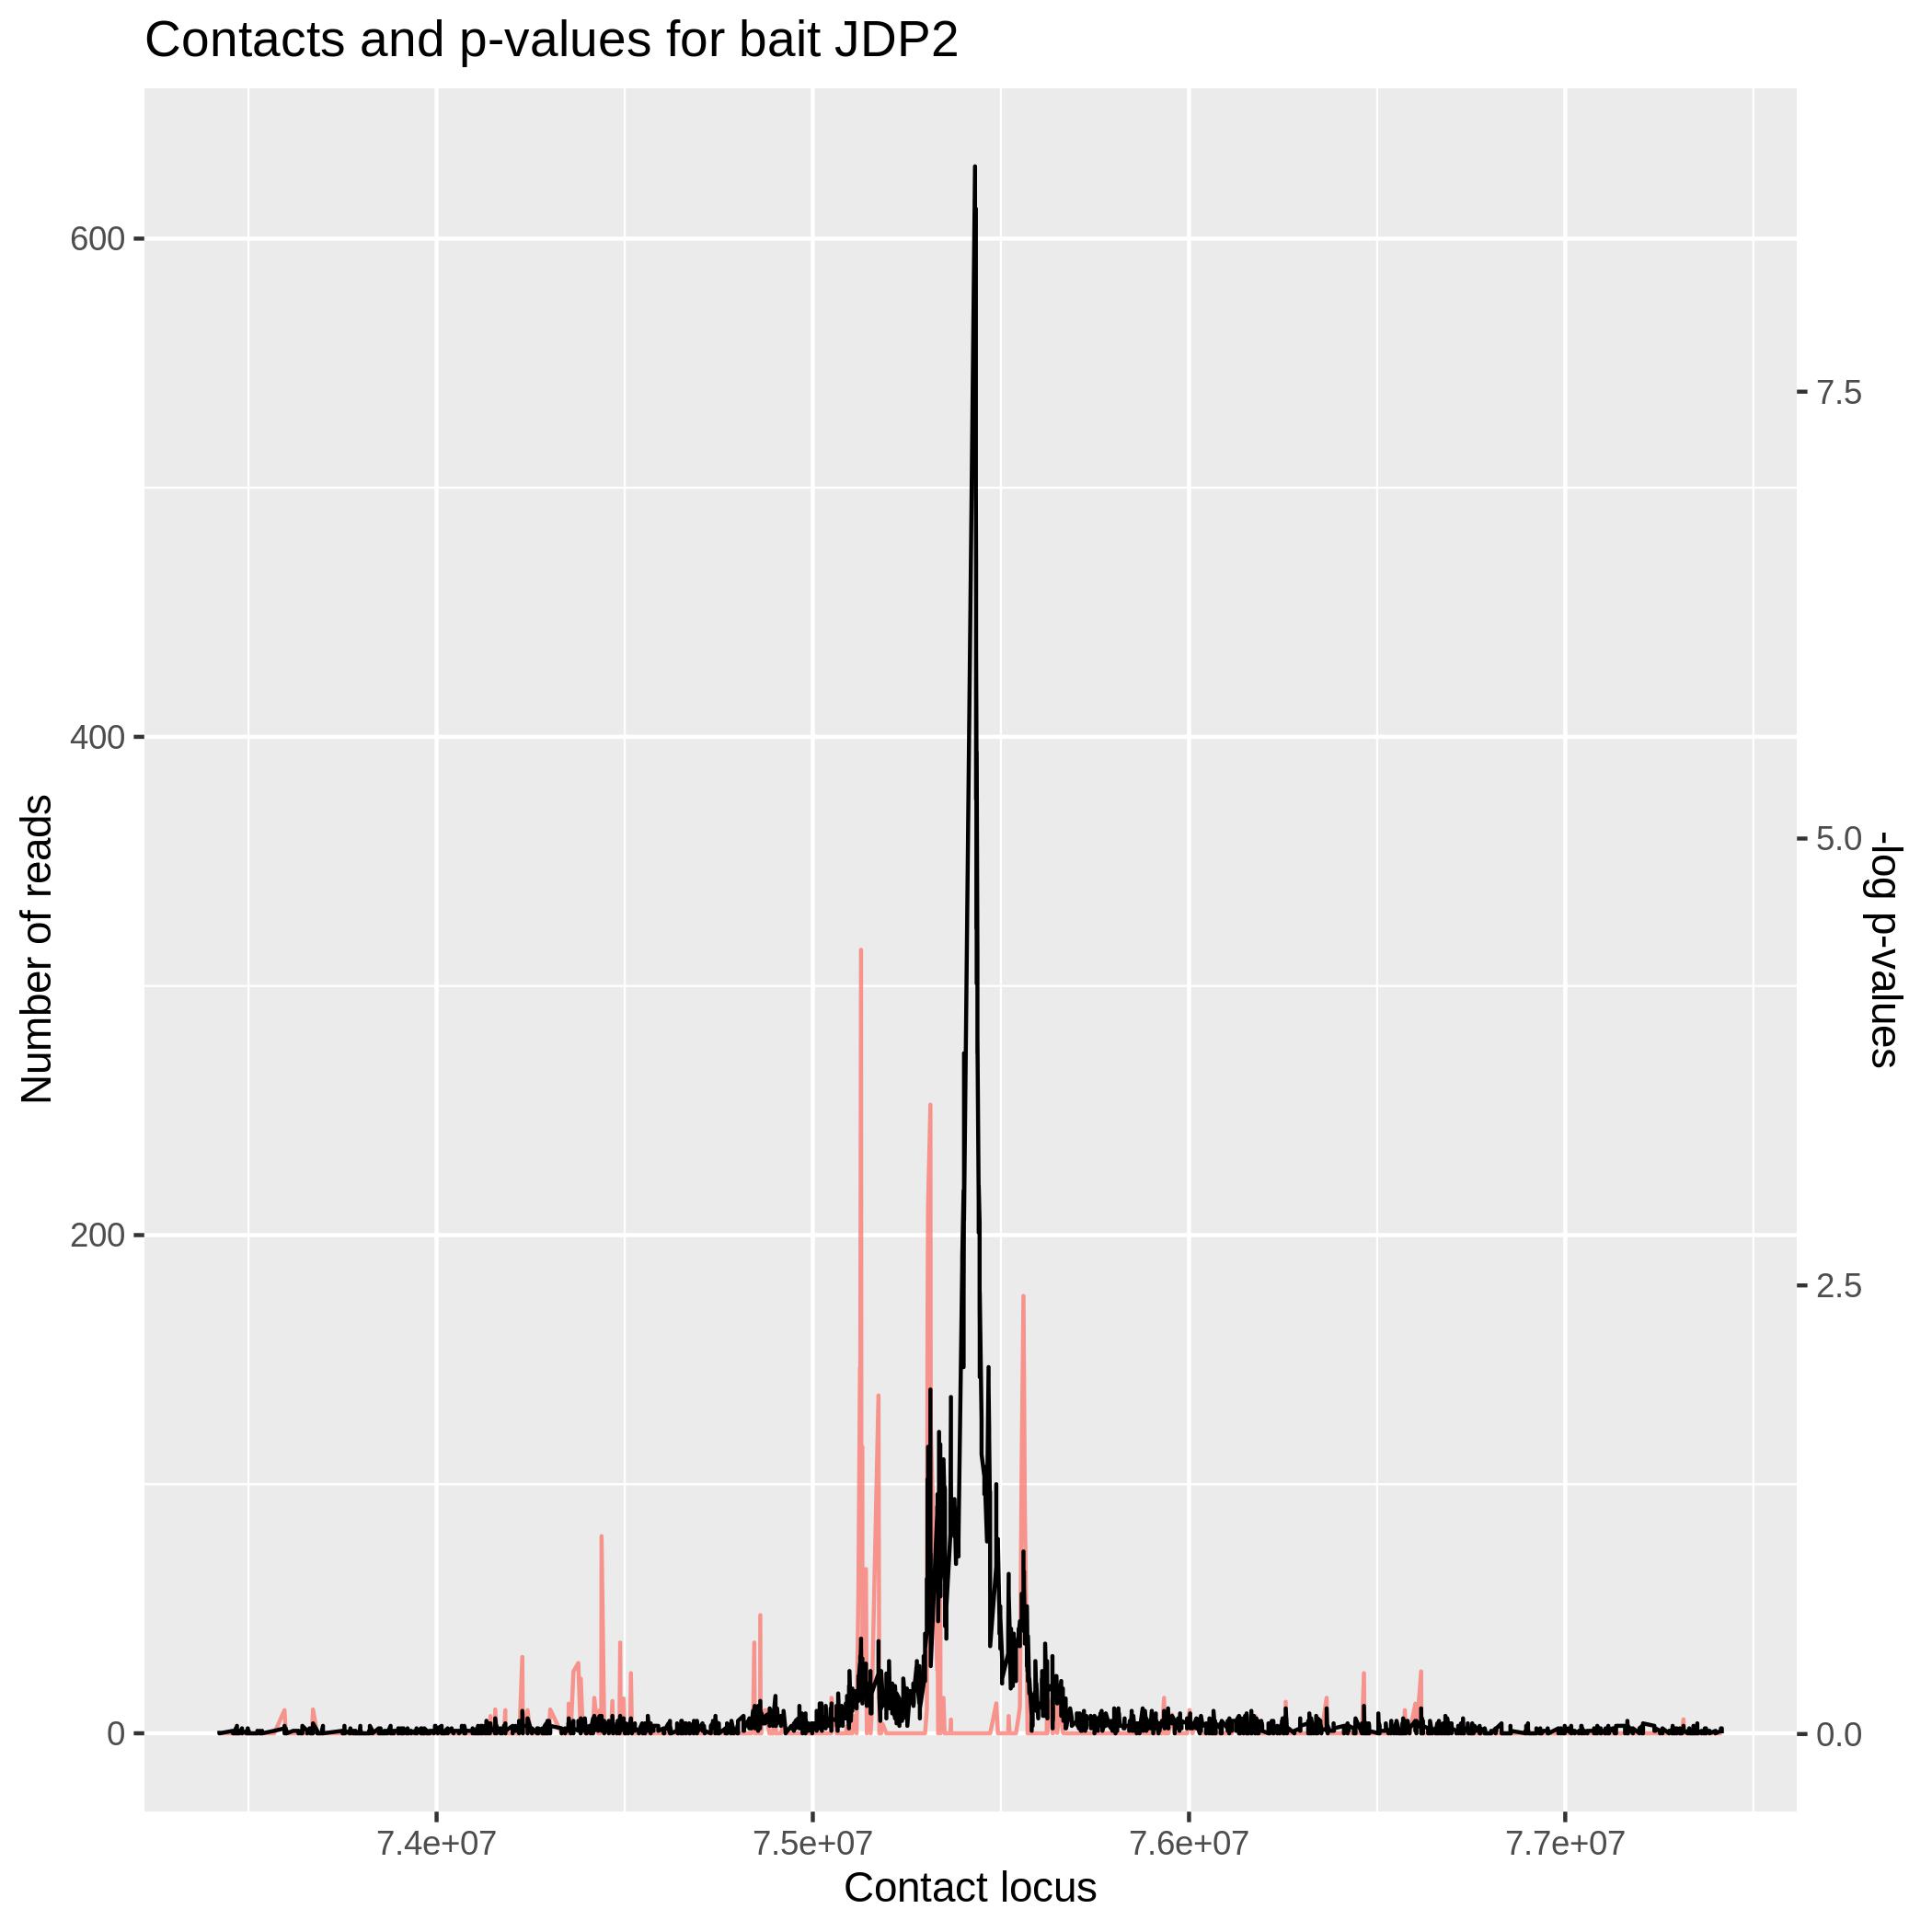 Contacts and p-values for bait JDP2
600
400
200
0
Number of reads
7.5
5.0
2.5
0.0
-log p-values
7.4e+07
7.5e+07
7.6e+07
7.7e+07
Contact locus